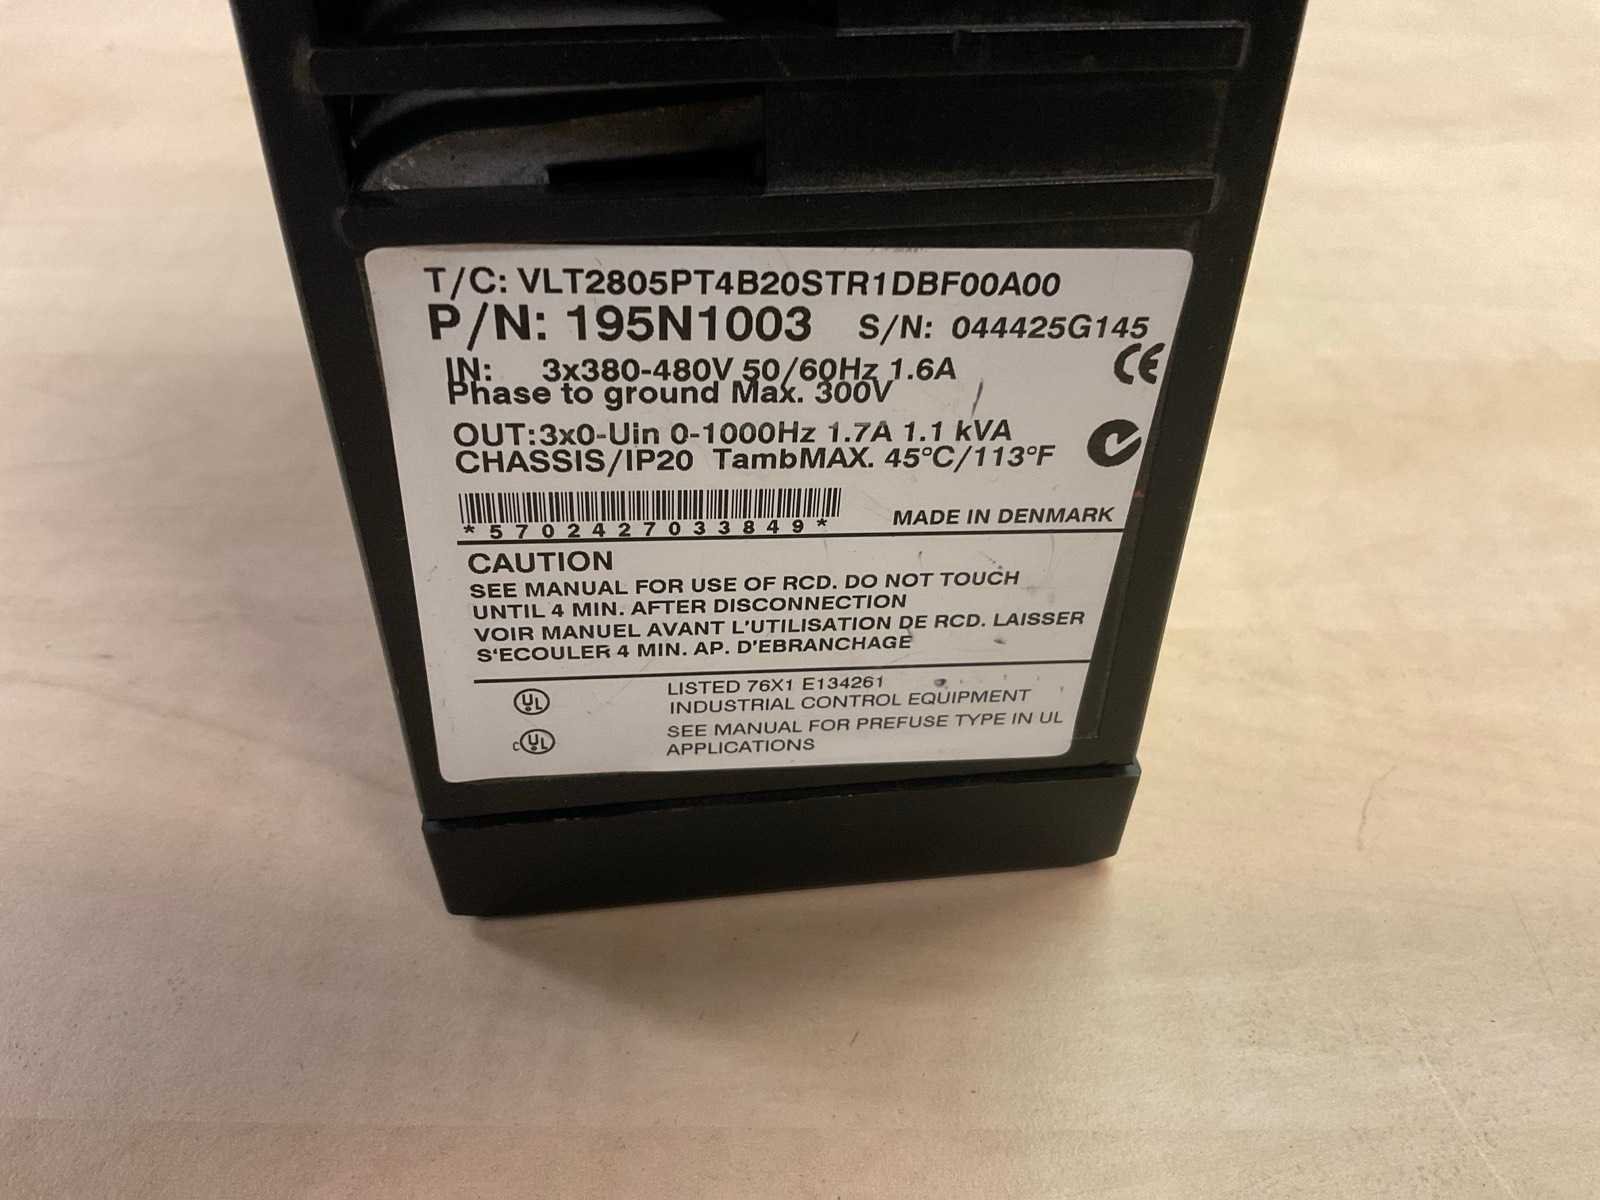 T/C: VLT2805PT4B20STR1DBF00A00
P/N: 195N1003 S/N: 044425G145
IN: 3x380-480V 50/60Hz 1.6A
Phase to ground Max. 300V
CE
OUT:3x0-Uin 0-1000Hz 1.7A 1.1 kVA
CHASSIS/IP20 TambMAX. 45°C/113°F
*5702427033849*
MADE IN DENMARK
CAUTION
SEE MANUAL FOR USE OF RCD. DO NOT TOUCH
UNTIL 4 MIN. AFTER DISCONNECTION
VOIR MANUEL AVANT L'UTILISATION DE RCD. LAISSER
S'ECOULER 4 MIN. AP. D'EBRANCHAGE
UL
LISTED 76X1 E134261
INDUSTRIAL CONTROL EQUIPMENT
c UL
SEE MANUAL FOR PREFUSE TYPE IN UL
APPLICATIONS